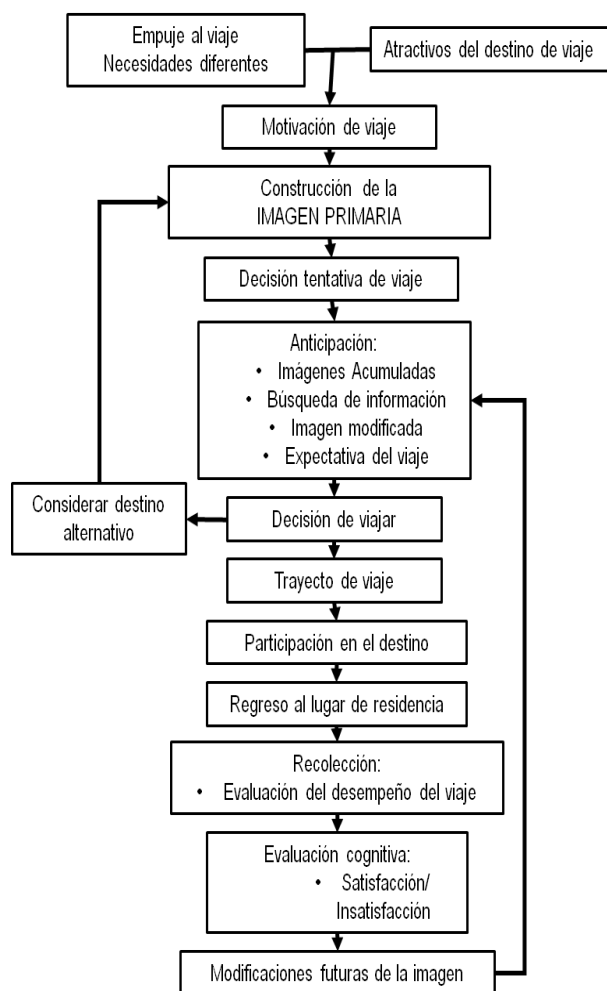 Empuje al viaje
Necesidades diferentes
Atractivos del destino de viaje
Motivación de viaje
Construcción de la
IMAGEN PRIMARIA
Decisión tentativa de viaje
Anticipación:
• Imágenes Acumuladas
• Búsqueda de información
• Imagen modificada
• Expectativa del viaje
Considerar destino
alternativo
Decisión de viajar
Trayecto de viaje
Participación en el destino
Regreso al lugar de residencia
Recolección:
• Evaluación del desempeño del viaje
Evaluación cognitiva:
• Satisfacción/
Insatisfacción
Modificaciones futuras de la imagen